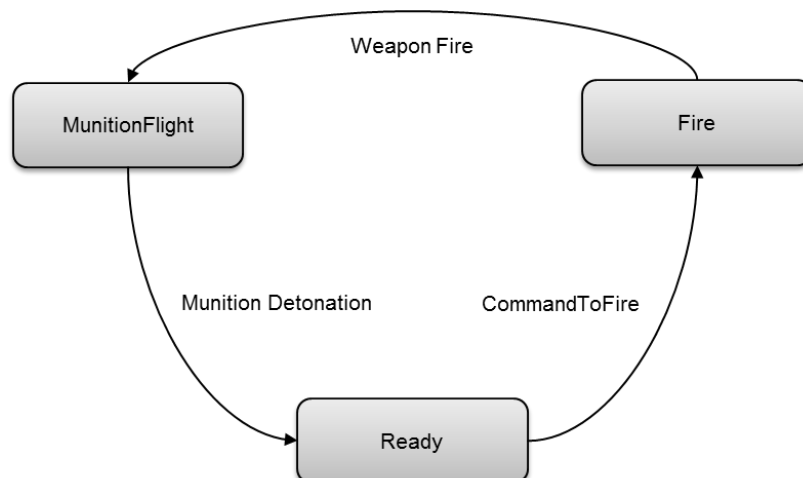 Weapon Fire
MunitionFlight
Fire
Munition Detonation
CommandToFire
Ready